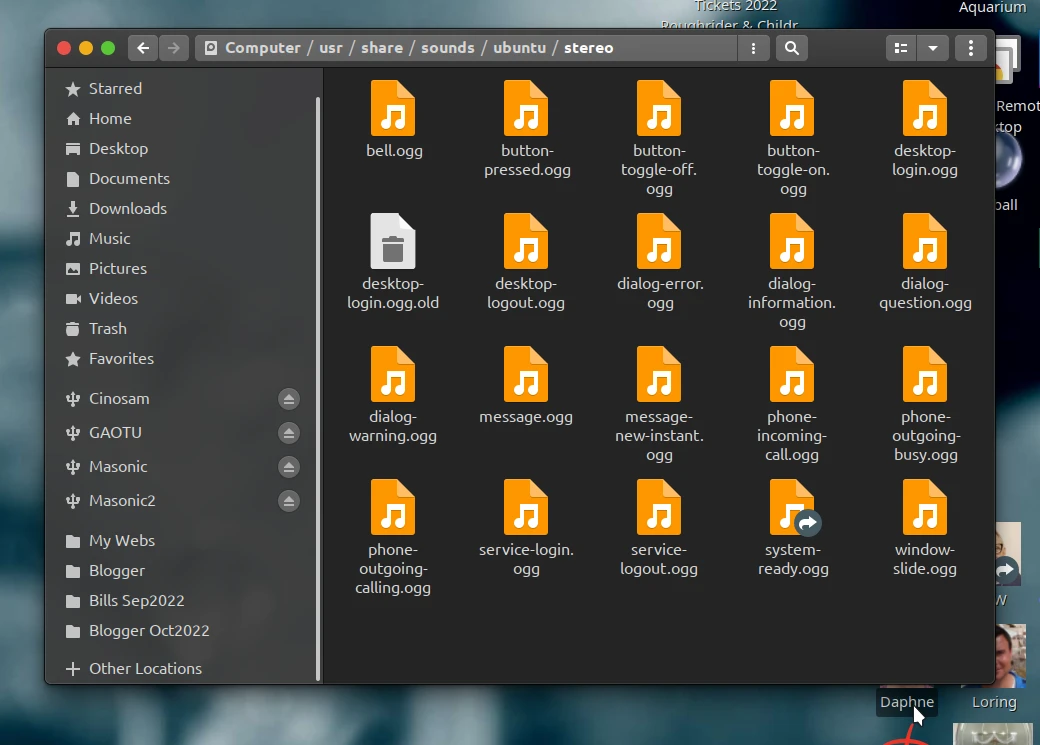 Tickets 2022
Roughrider & Childr
Aquarium
Computer / usr / share / sounds / ubuntu / stereo
Starred
Home
Desktop
Documents
Downloads
Music
Pictures
Videos
Trash
Favorites
Cinosam
GAOTU
Masonic
Masonic2
My Webs
Blogger
Bills Sep2022
Blogger Oct2022
Other Locations
bell.ogg
button-
pressed.ogg
button-
toggle-off.
ogg
button-
toggle-on.
ogg
desktop-
login.ogg
desktop-
login.ogg.old
desktop-
logout.ogg
dialog-error.
ogg
dialog-
information.
ogg
dialog-
question.ogg
dialog-
warning.ogg
message.ogg
message-
new-instant.
ogg
phone-
incoming-
call.ogg
phone-
outgoing-
busy.ogg
phone-
outgoing-
calling.ogg
service-login.
ogg
service-
logout.ogg
system-
ready.ogg
window-
slide.ogg
Remot
top
ball
W
Daphne
Loring